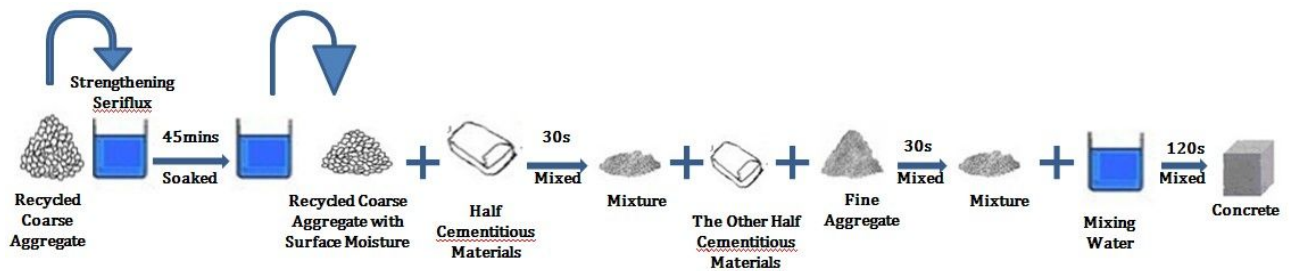 Strengthening
Seriflux
45mins
Soaked
Recycled
Coarse
Aggregate
Recycled Coarse
Aggregate with
Surface Moisture
Half
Cementitious
Materials
30s
Mixed
Mixture
The Other Half
Cementitious
Materials
Fine
Aggregate
30s
Mixed
Mixture
Mixing
Water
120s
Mixed
Concrete